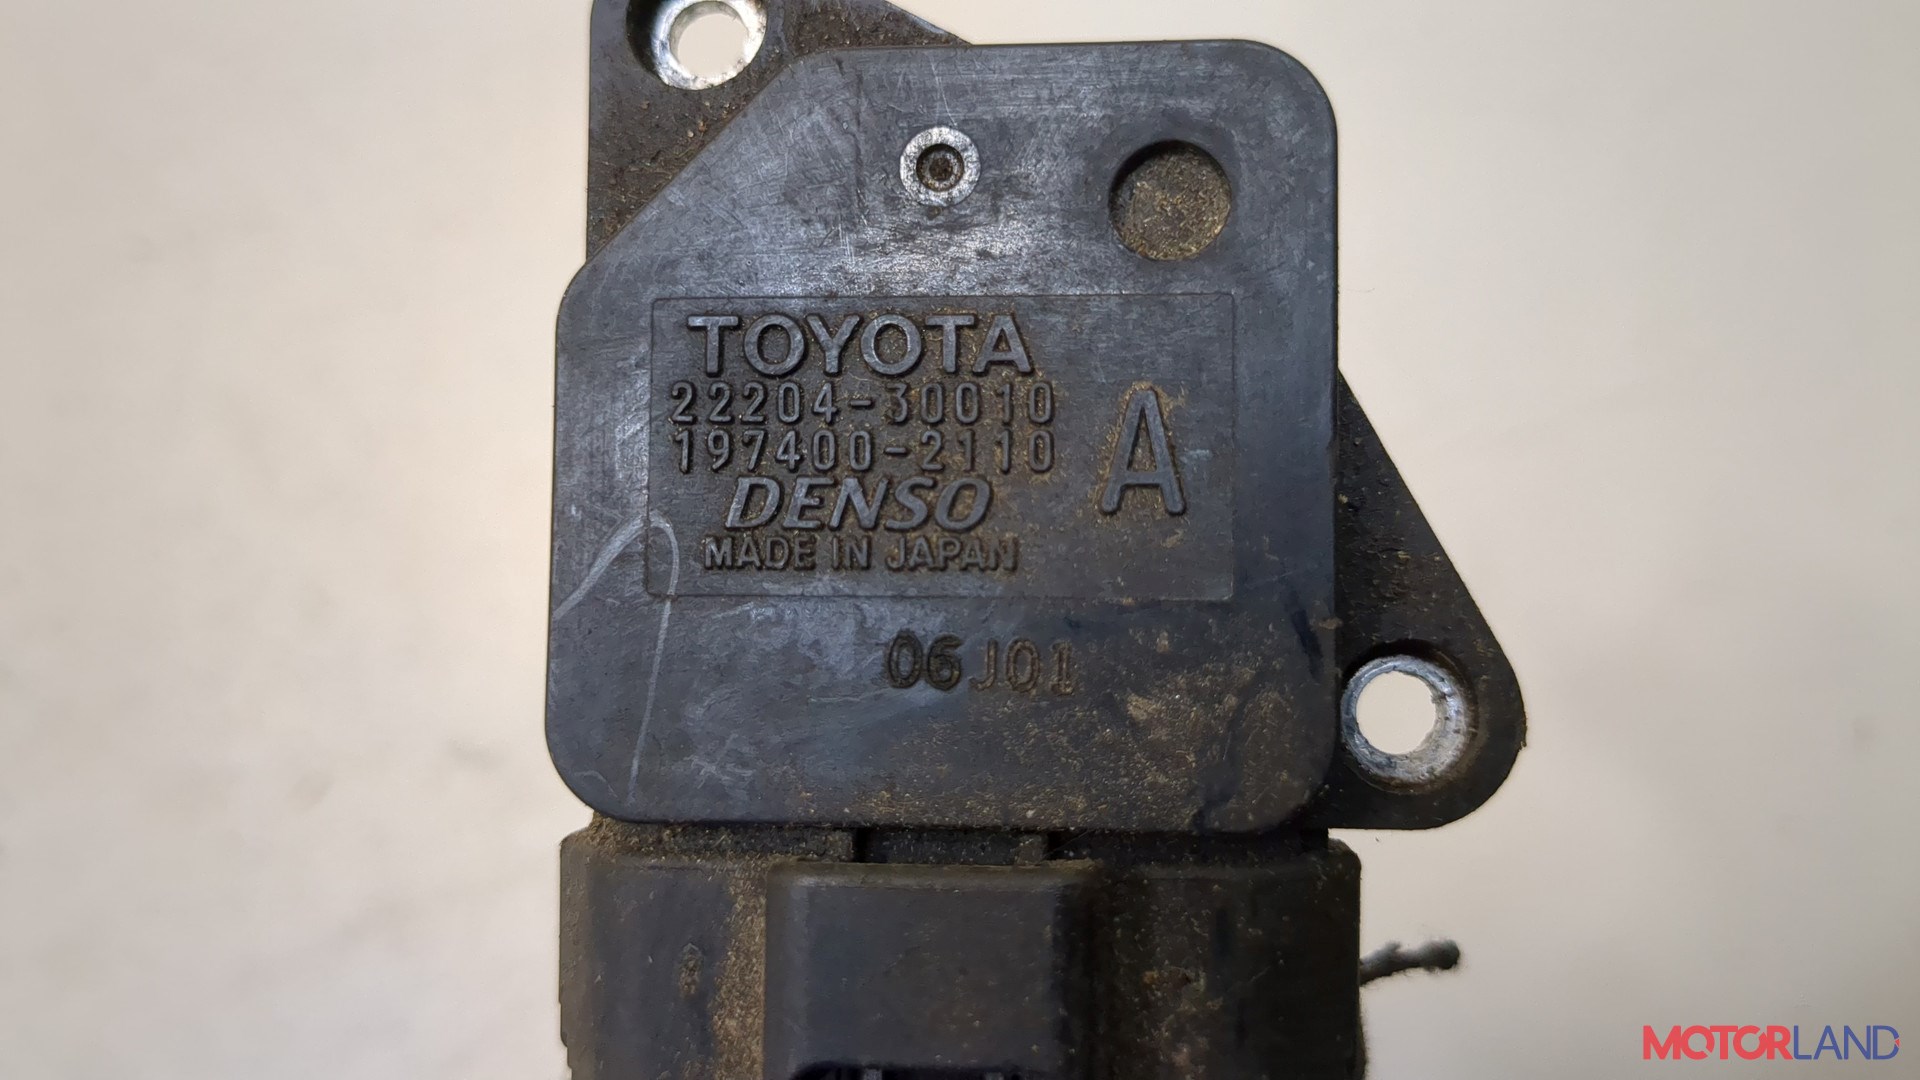 TOYOTA
22204-30010
197400-2110
A
DENSO
MADE IN JAPAN
06J01
MOTORLAND